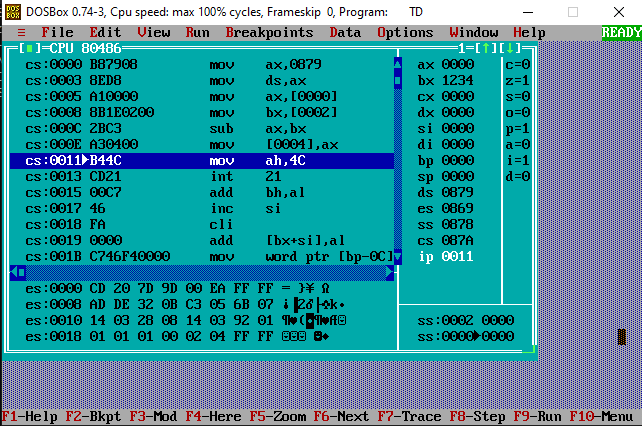 DOSBox 0.74-3, Cpu speed: max 100% cycles, Frameskip 0, Program: TD
≡ File Edit View Run Breakpoints Data Options Window Help READY
[■]=CPU 80486 1=[↑][↓]
cs:0000 B87908 mov ax,0879 ax 0000 c=0
cs:0003 8ED8 mov ds,ax bx 1234 z=1
cs:0005 A10000 mov ax,[0000] cx 0000 s=0
cs:0008 8B1E0200 mov bx,[0002] dx 0000 o=0
cs:000C 2BC3 sub ax,bx si 0000 p=1
cs:000E A30400 mov [0004],ax di 0000 a=0
cs:0011►B44C mov ah,4C bp 0000 i=1
cs:0013 CD21 int 21 sp 0000 d=0
cs:0015 00C7 add bh,al ds 0879
cs:0017 46 inc si es 0869
cs:0018 FA cli ss 0878
cs:0019 0000 add [bx+si],al cs 087A
cs:001B C746F40000 mov word ptr [bp-0C] ip 0011
es:0000 CD 20 7D 9D 00 EA FF FF = }¥ Ω
es:0008 AD DE 32 0B C3 05 6B 07
es:0010 14 03 28 08 14 03 92 01 ss:0002 0000
es:0018 01 01 01 00 02 04 FF FF ss:0000►0000
F1-Help F2-Bkpt F3-Mod F4-Here F5-Zoom F6-Next F7-Trace F8-Step F9-Run F10-Menu